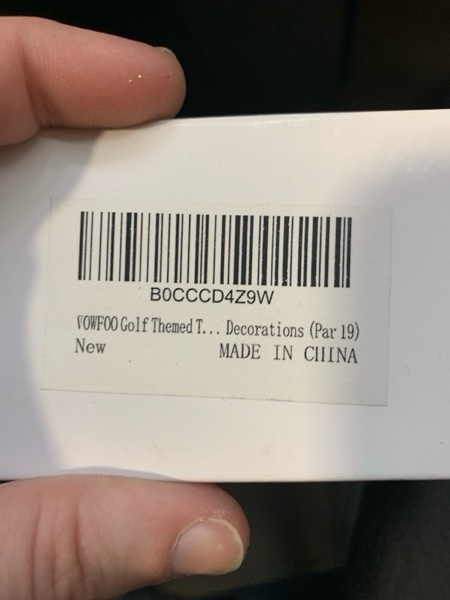 B0CCCD4Z9W
VOWFOO Golf Themed T... Decorations (Par 19)
New MADE IN CHINA